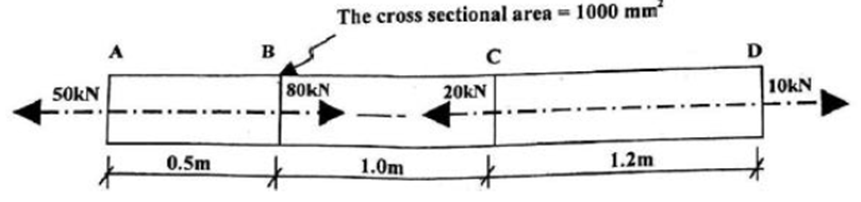 The cross sectional area = 1000 mm²
A B C D
50kN 80kN 20kN 10kN
0.5m 1.0m 1.2m